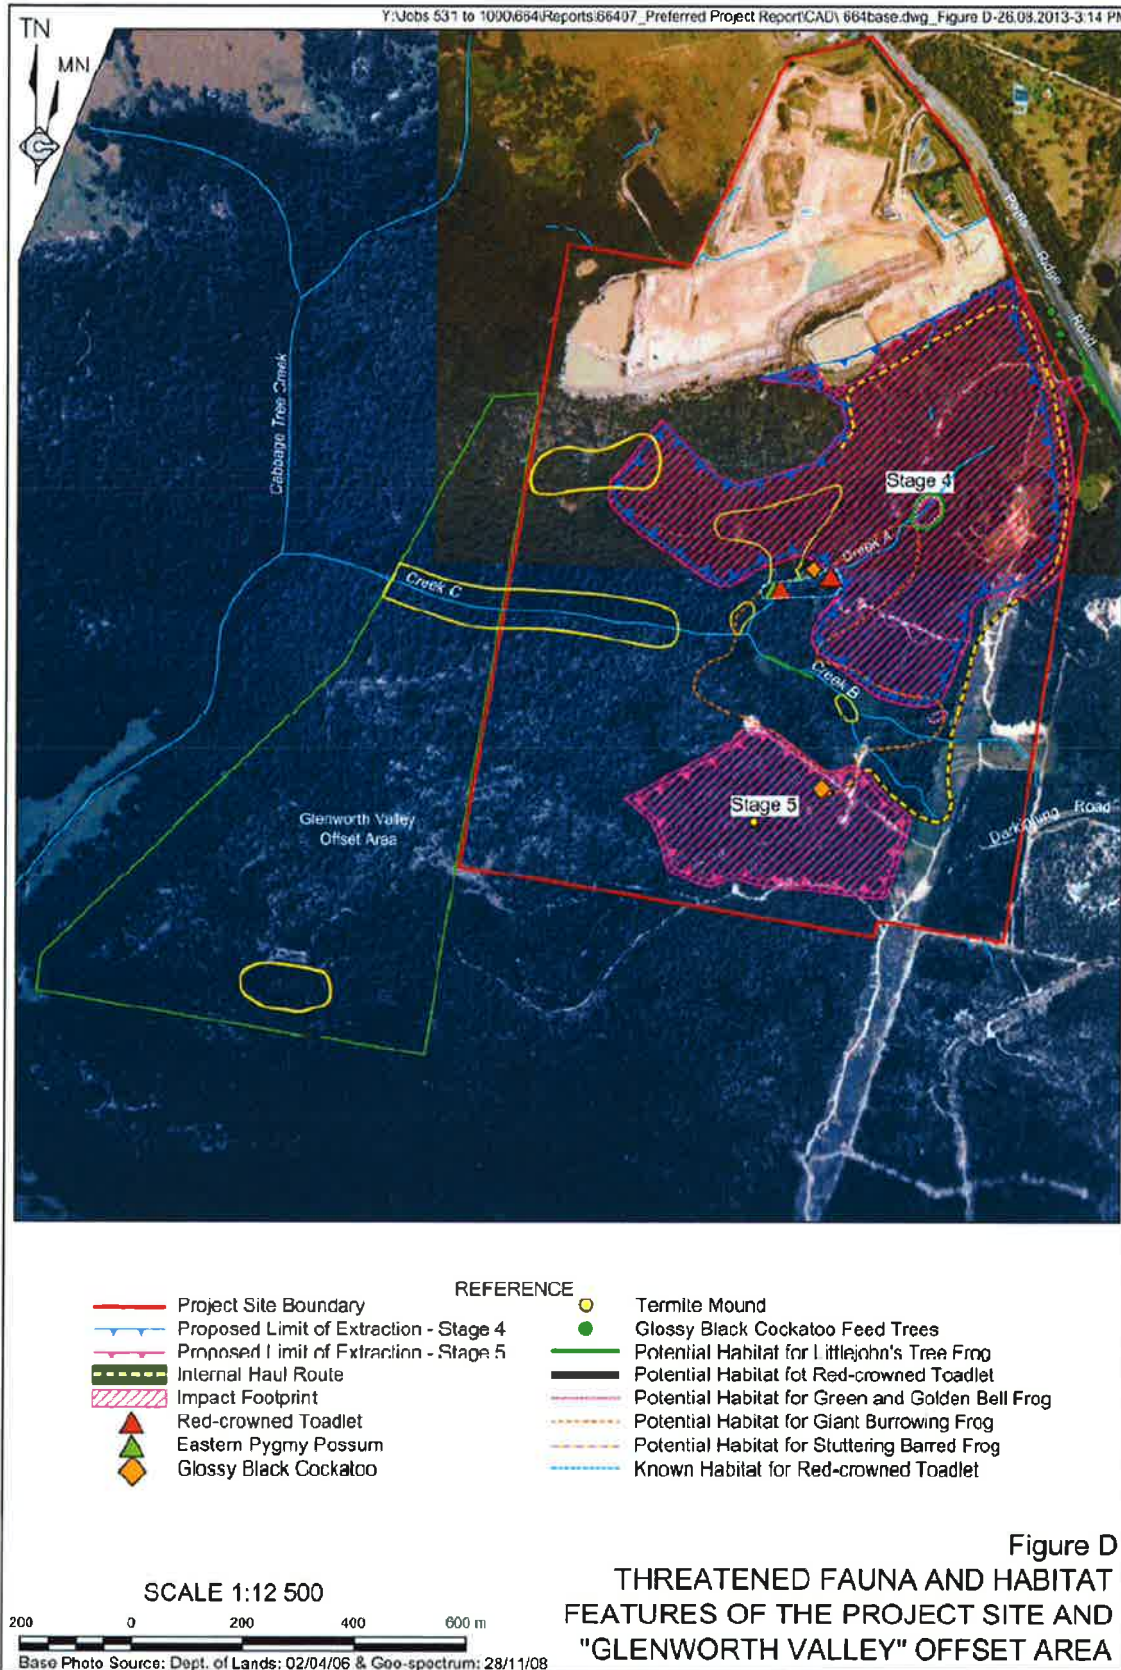 Y:\Jobs 531 to 1000\664\Reports\66407_Preferred Project Report\CAD\ 664base.dwg_Figure D-26.08.2013-3:14 PM
TN
MN
Ridge
Road
Cabbage Tree Creek
Stage 4
Creek A
Creek C
Creek B
Stage 5
Glenworth Valley
Offset Area
Darkinjung Road
REFERENCE
Project Site Boundary
Proposed Limit of Extraction - Stage 4
Proposed Limit of Extraction - Stage 5
Internal Haul Route
Impact Footprint
Red-crowned Toadlet
Eastern Pygmy Possum
Glossy Black Cockatoo
Termite Mound
Glossy Black Cockatoo Feed Trees
Potential Habitat for Littlejohn's Tree Frog
Potential Habitat fot Red-crowned Toadlet
Potential Habitat for Green and Golden Bell Frog
Potential Habitat for Giant Burrowing Frog
Potential Habitat for Stuttering Barred Frog
Known Habitat for Red-crowned Toadlet
Figure D
THREATENED FAUNA AND HABITAT
FEATURES OF THE PROJECT SITE AND
"GLENWORTH VALLEY" OFFSET AREA
SCALE 1:12 500
200 0 200 400 600 m
Base Photo Source: Dept. of Lands: 02/04/06 & Geo-spectrum: 28/11/08